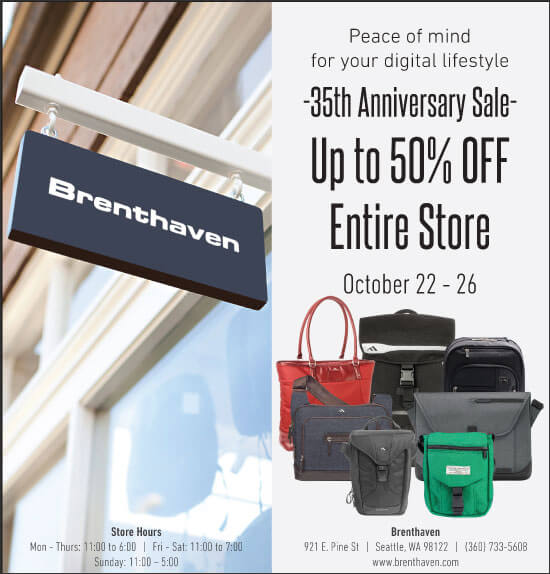 Brenthaven
Peace of mind
for your digital lifestyle
-35th Anniversary Sale-
Up to 50% OFF
Entire Store
October 22 - 26
Store Hours
Mon - Thurs: 11:00 to 6:00 | Fri - Sat: 11:00 to 7:00
Sunday: 11:00 – 5:00
Brenthaven
921 E. Pine St | Seattle, WA 98122 | (360) 733-5608
www.brenthaven.com